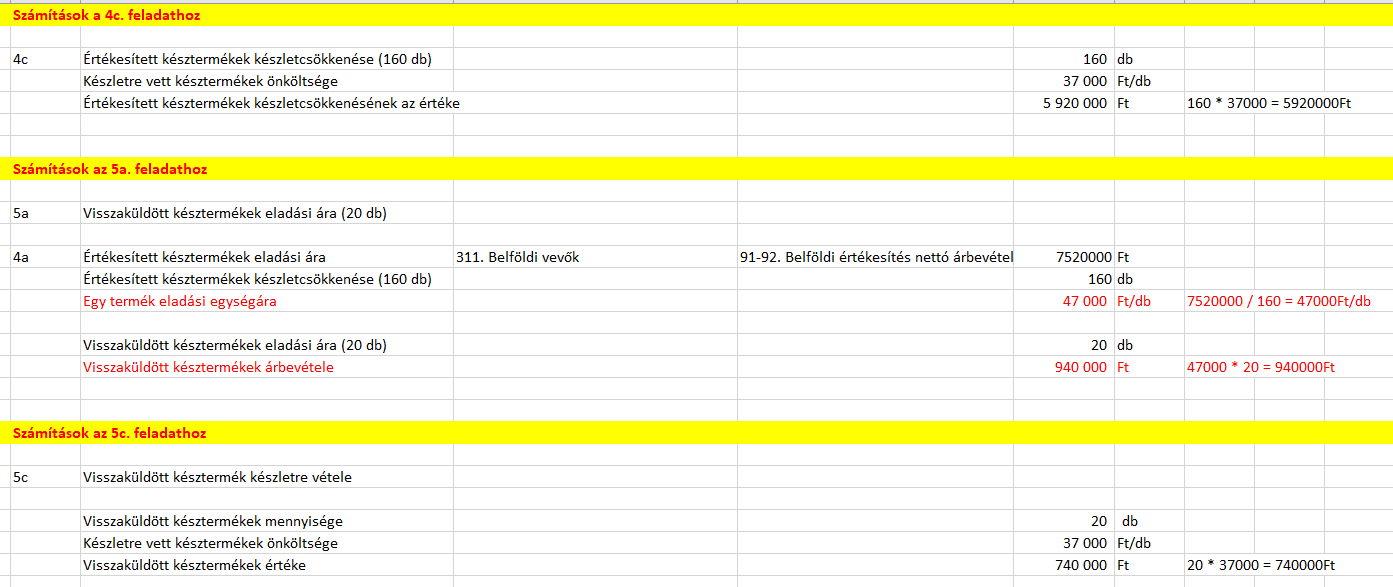 Számítások a 4c. feladathoz
4c Értékesített késztermékek készletcsökkenése (160 db) 160 db
Készletre vett késztermékek önköltsége 37 000 Ft/db
Értékesített késztermékek készletcsökkenésének az értéke 5 920 000 Ft 160 * 37000 = 5920000Ft
Számítások az 5a. feladathoz
5a Visszaküldött késztermékek eladási ára (20 db)
4a Értékesített késztermékek eladási ára 311. Belföldi vevők 91-92. Belföldi értékesítés nettó árbevétel 7520000 Ft
Értékesített késztermékek készletcsökkenése (160 db) 160 db
Egy termék eladási egységára 47 000 Ft/db 7520000 / 160 = 47000Ft/db
Visszaküldött késztermékek eladási ára (20 db) 20 db
Visszaküldött késztermékek árbevétele 940 000 Ft 47000 * 20 = 940000Ft
Számítások az 5c. feladathoz
5c Visszaküldött késztermék készletre vétele
Visszaküldött késztermékek mennyisége 20 db
Készletre vett késztermékek önköltsége 37 000 Ft/db
Visszaküldött késztermékek értéke 740 000 Ft 20 * 37000 = 740000Ft